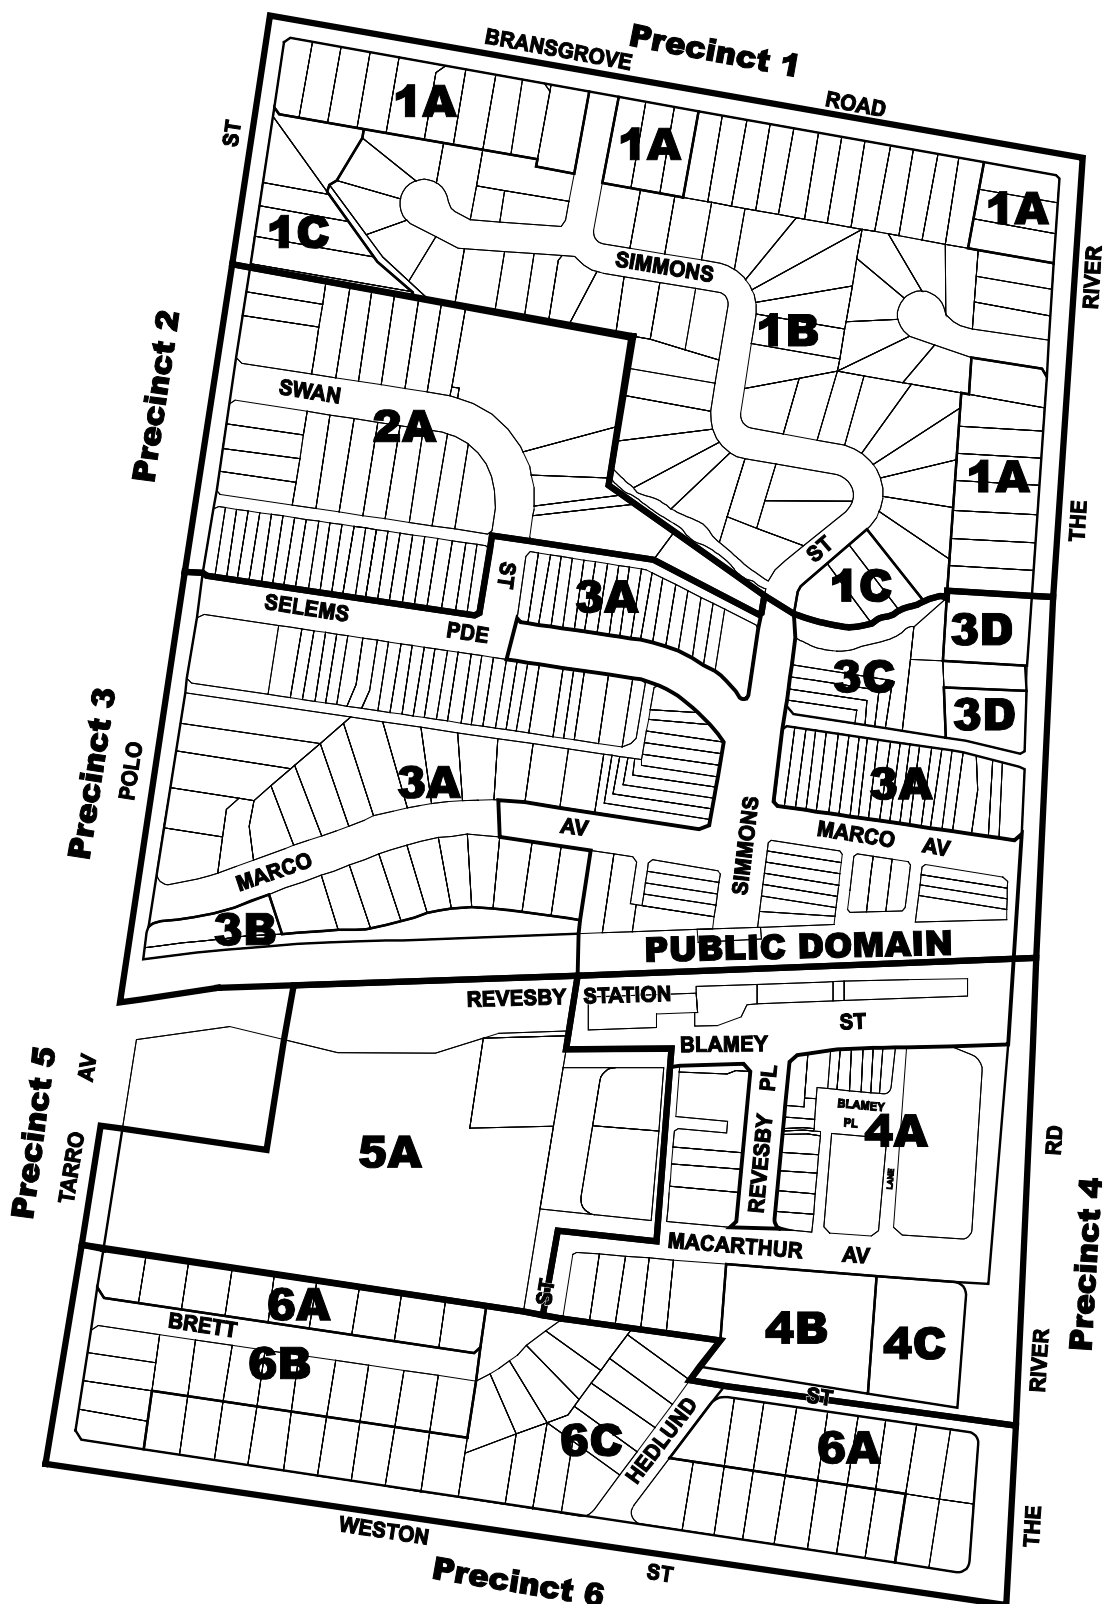 Precinct 1
BRANSGROVE
ROAD
1A
1A
ST
1A
1C
SIMMONS
RIVER
1B
Precinct 2
SWAN
2A
1A
THE
ST
ST
1C
3A
SELEMS
PDE
3D
3C
3D
Precinct 3
POLO
3A
3A
AV
MARCO
AV
SIMMONS
MARCO
3B
PUBLIC DOMAIN
REVESBY STATION
ST
BLAMEY
PL
Precinct 5
AV
TARRO
BLAMEY
PL
4A
LANE
REVESBY
5A
RD
Precinct 4
MACARTHUR
AV
ST
6A
BRETT
4B
4C
6B
RIVER
ST
HEDLUND
6C
6A
THE
WESTON
ST
Precinct 6